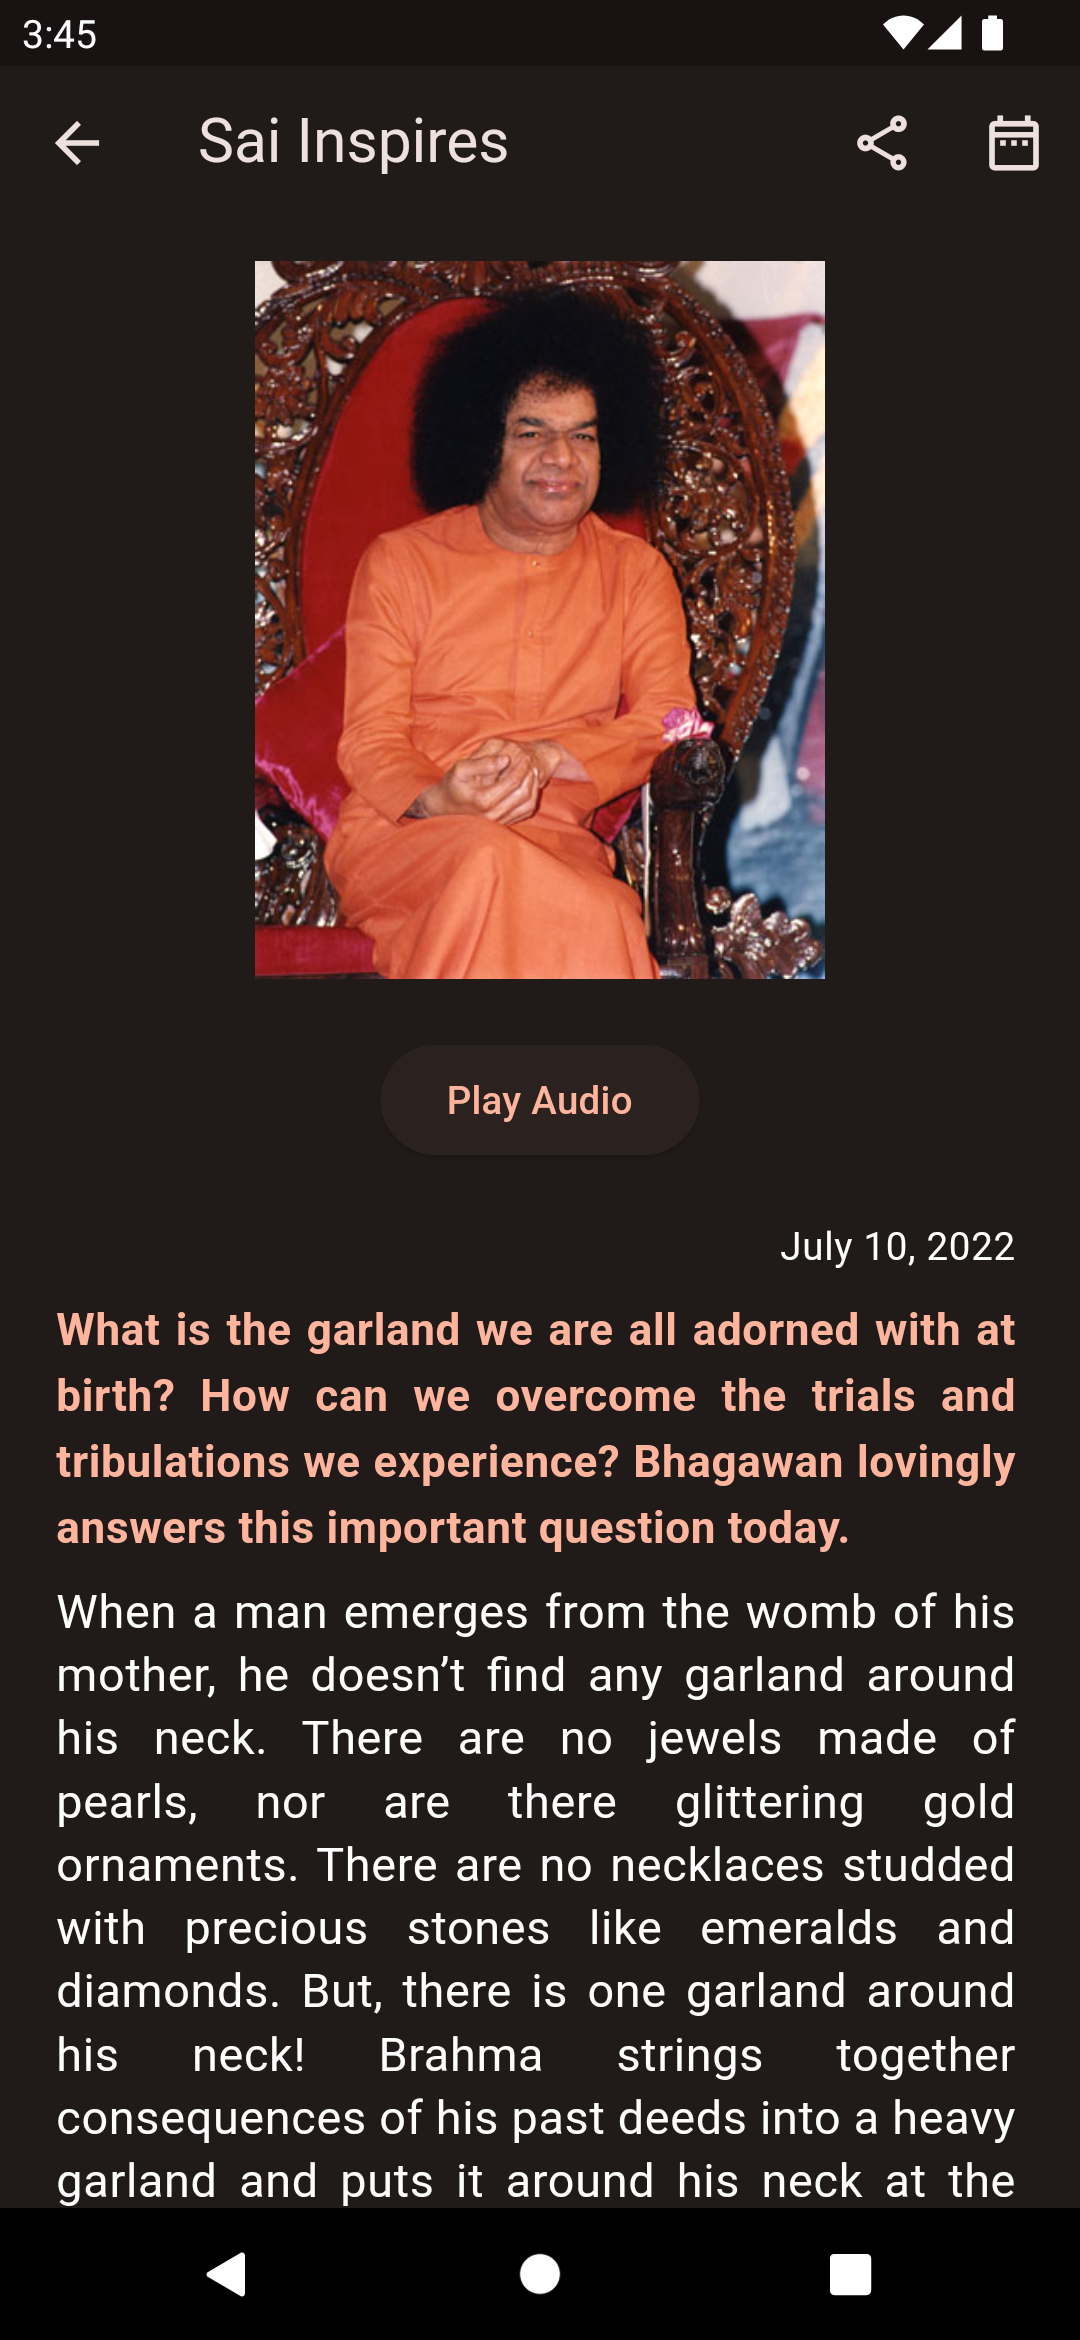 3:45
Sai Inspires
Play Audio
July 10, 2022
What is the garland we are all adorned with at
birth? How can we overcome the trials and
tribulations we experience? Bhagawan lovingly
answers this important question today.
When a man emerges from the womb of his
mother, he doesn’t find any garland around
his neck. There are no jewels made of
pearls, nor are there glittering gold
ornaments. There are no necklaces studded
with precious stones like emeralds and
diamonds. But, there is one garland around
his neck! Brahma strings together
consequences of his past deeds into a heavy
garland and puts it around his neck at the